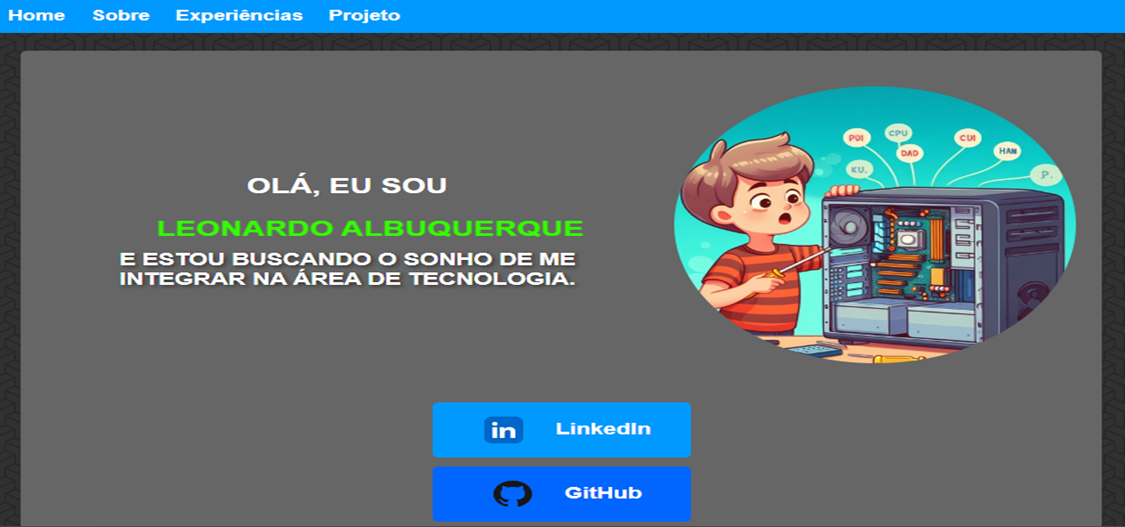 Home Sobre Experiências Projeto
OLÁ, EU SOU
LEONARDO ALBUQUERQUE
E ESTOU BUSCANDO O SONHO DE ME
INTEGRAR NA ÁREA DE TECNOLOGIA.
PUI
CPU
CUI
DAD
HAN
KU.
P.
in LinkedIn
GitHub